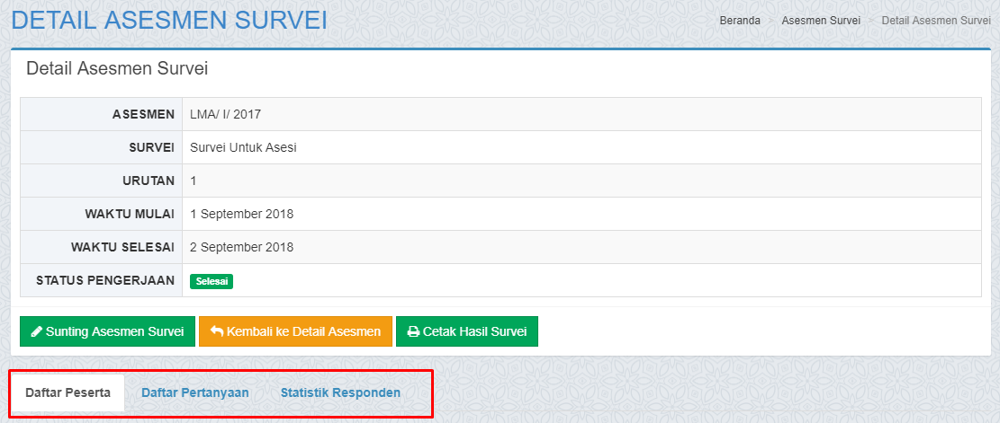 DETAIL ASESMEN SURVEI
Beranda > Asesmen Survei > Detail Asesmen Survei
Detail Asesmen Survei
ASESMEN LMA/ I/ 2017
SURVEI Survei Untuk Asesi
URUTAN 1
WAKTU MULAI 1 September 2018
WAKTU SELESAI 2 September 2018
STATUS PENGERJAAN Selesai
Sunting Asesmen Survei Kembali ke Detail Asesmen Cetak Hasil Survei
Daftar Peserta Daftar Pertanyaan Statistik Responden